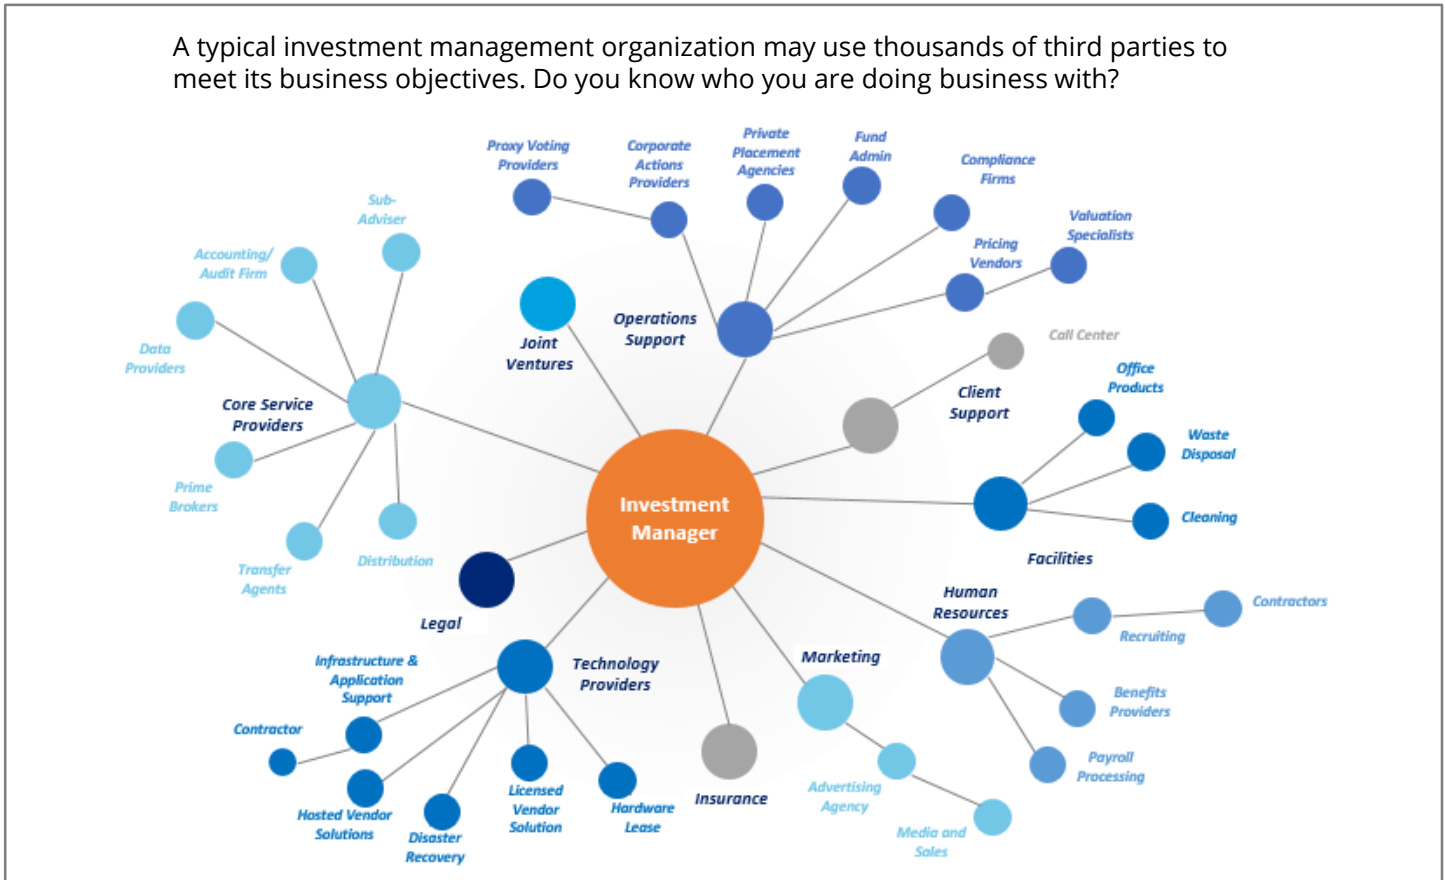 A typical investment management organization may use thousands of third parties to
meet its business objectives. Do you know who you are doing business with?
Proxy Voting
Providers
Corporate
Actions
Providers
Private
Placement
Agencies
Fund
Admin
Compliance
Firms
Valuation
Specialists
Pricing
Vendors
Sub-
Adviser
Accounting/
Audit Firm
Data
Providers
Core Service
Providers
Prime
Brokers
Transfer
Agents
Distribution
Joint
Ventures
Operations
Support
Call Center
Client
Support
Office
Products
Waste
Disposal
Cleaning
Facilities
Investment
Manager
Legal
Human
Resources
Contractors
Recruiting
Benefits
Providers
Payroll
Processing
Marketing
Advertising
Agency
Media and
Sales
Insurance
Technology
Providers
Infrastructure &
Application
Support
Contractor
Hosted Vendor
Solutions
Disaster
Recovery
Licensed
Vendor
Solution
Hardware
Lease